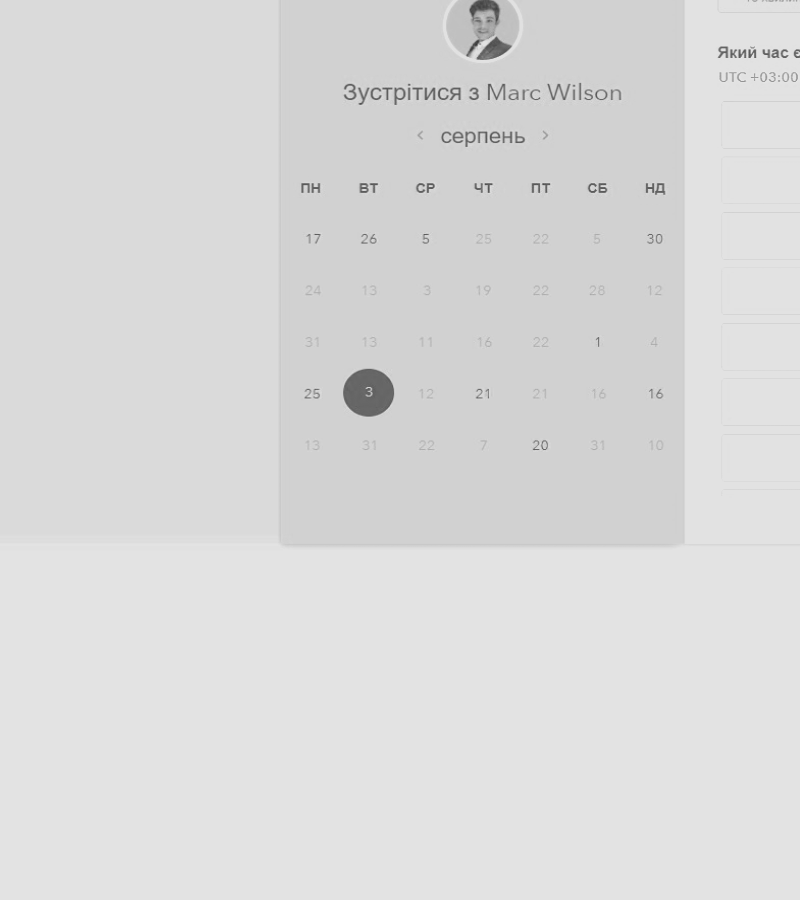 Який час є
UTC +03:00
Зустрітися з Marc Wilson
< серпень >
ПН ВТ СР ЧТ ПТ СБ НД
17 26 5 25 22 5 30
24 13 3 19 22 28 12
31 13 11 16 22 1 4
25 3 12 21 21 16 16
13 31 22 7 20 31 10